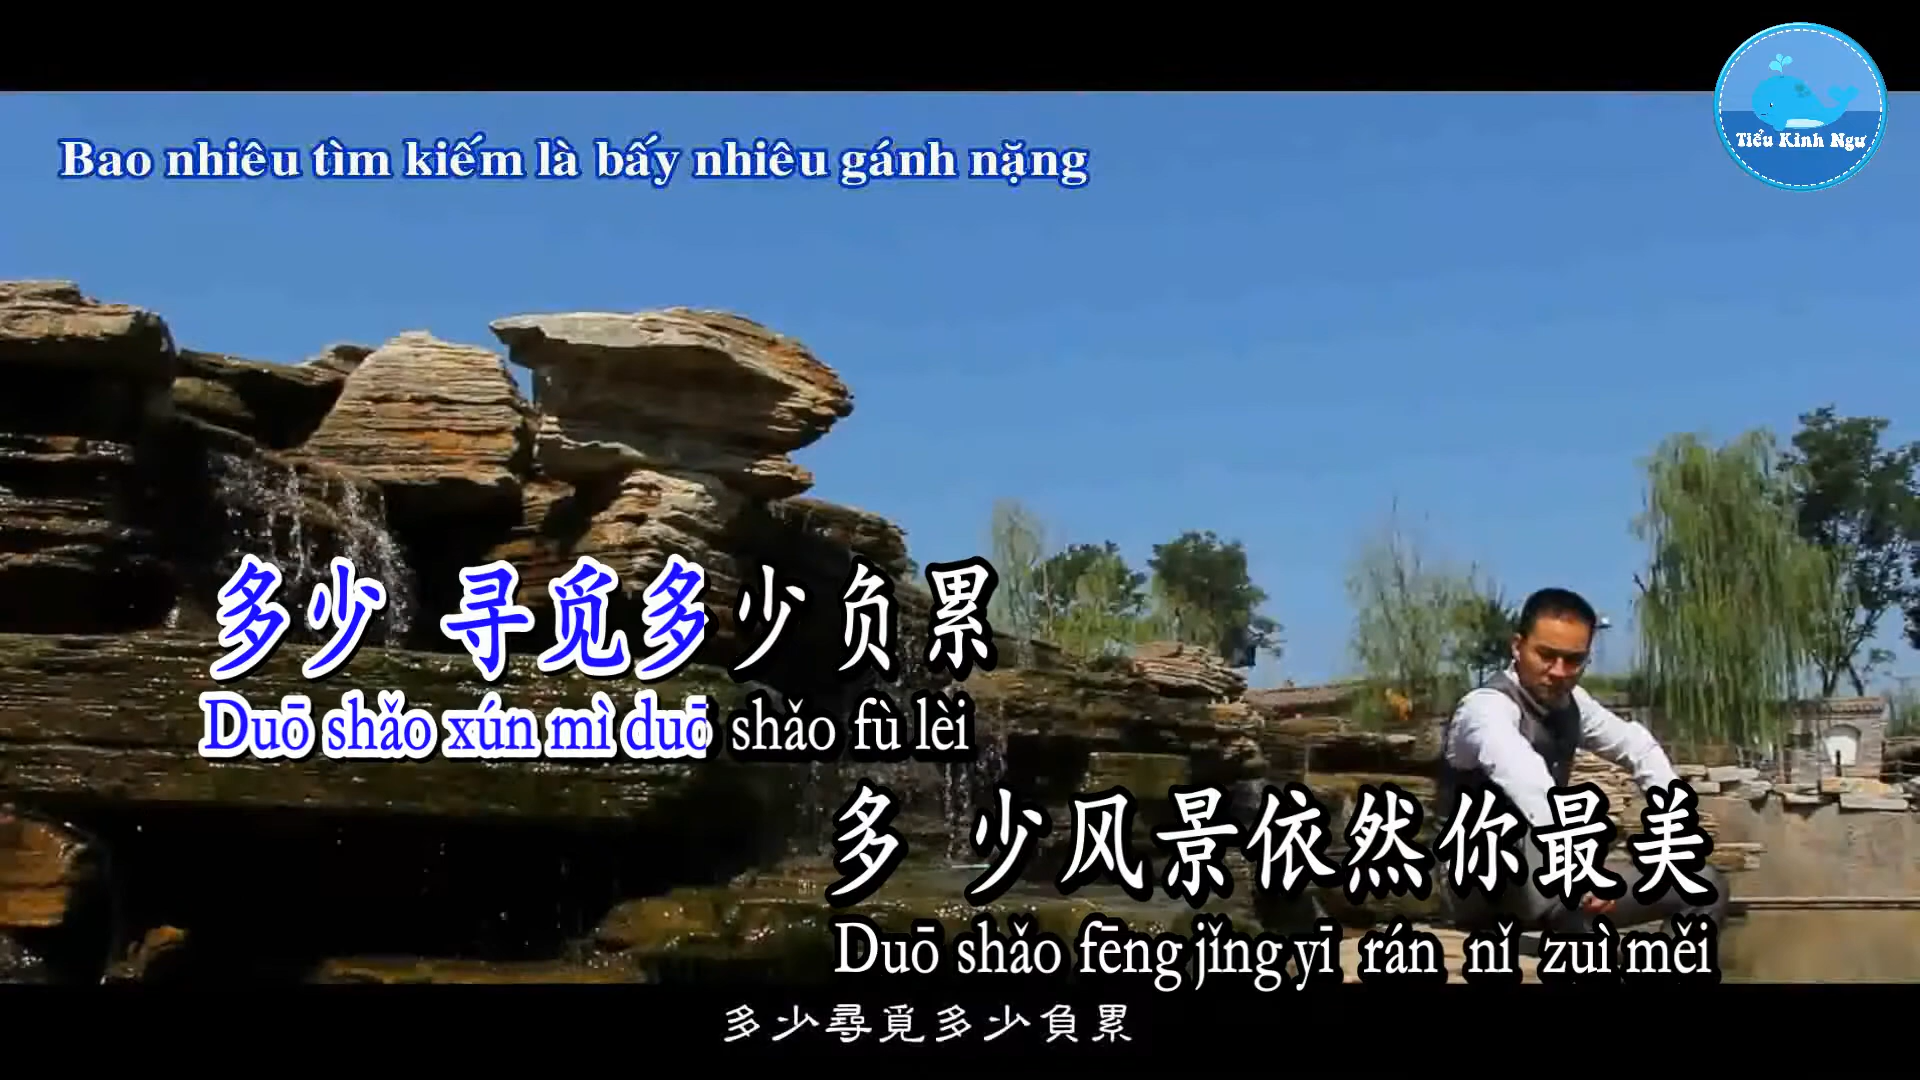 Tiểu Kình Ngư
Bao nhiêu tìm kiếm là bấy nhiêu gánh nặng
多少 寻觅多少负累
Duō shǎo xún mì duō shǎo fù lèi
多 少风景依然你最美
Duō shǎo fēng jǐng yī rán nǐ zuì měi
多少尋覓多少負累